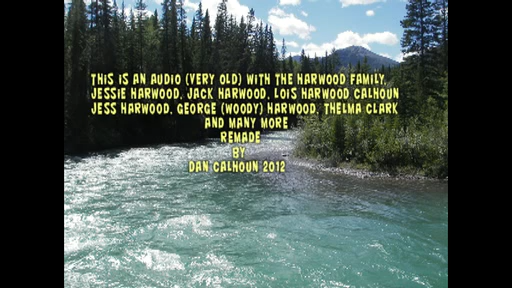 THIS IS AN AUDIO (VERY OLD) WITH THE HARWOOD FAMILY,
JESSIE HARWOOD, JACK HARWOOD, LOIS HARWOOD CALHOUN
JESS HARWOOD, GEORGE (WOODY) HARWOOD, THELMA CLARK
AND MANY MORE
REMADE
BY
DAN CALHOUN 2012